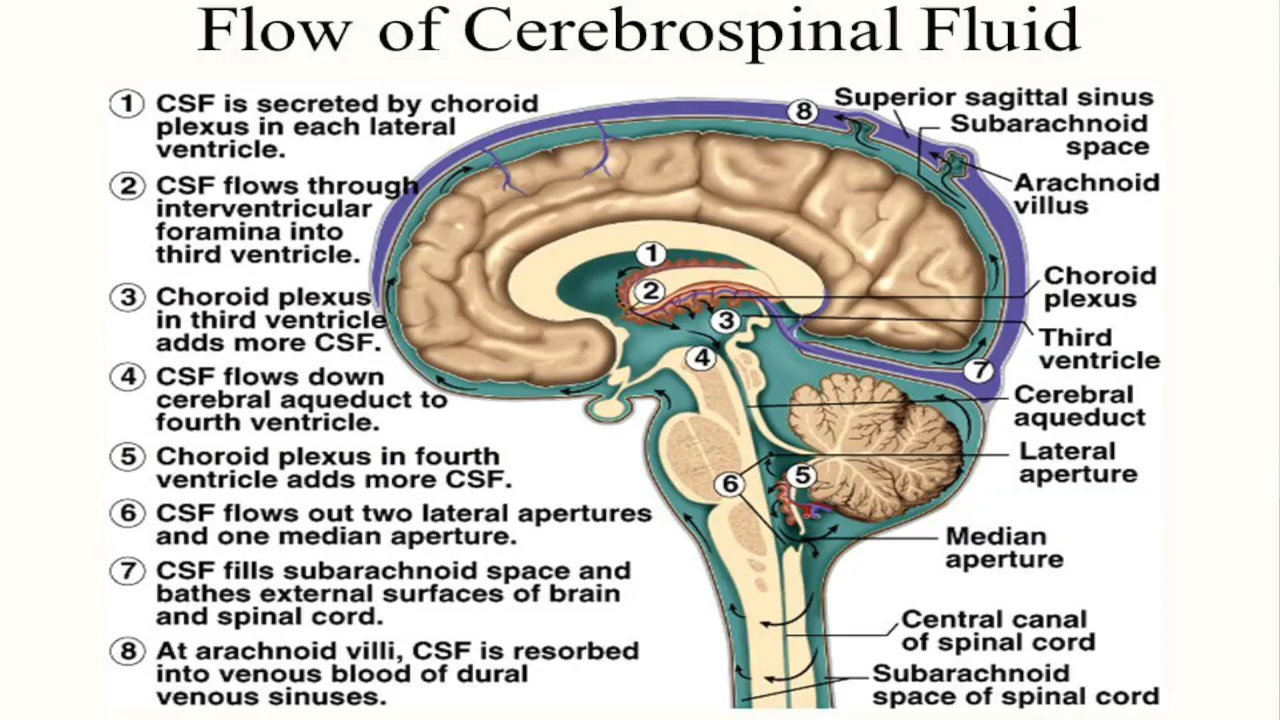 Flow of Cerebrospinal Fluid
1 CSF is secreted by choroid
plexus in each lateral
ventricle.
2 CSF flows through
interventricular
foramina into
third ventricle.
3 Choroid plexus
in third ventricle
adds more CSF.
4 CSF flows down
cerebral aqueduct to
fourth ventricle.
5 Choroid plexus in fourth
ventricle adds more CSF.
6 CSF flows out two lateral apertures
and one median aperture.
7 CSF fills subarachnoid space and
bathes external surfaces of brain
and spinal cord.
8 At arachnoid villi, CSF is resorbed
into venous blood of dural
venous sinuses.
8
1
2
3
4
7
5
6
Superior sagittal sinus
Subarachnoid
space
Arachnoid
villus
Choroid
plexus
Third
ventricle
Cerebral
aqueduct
Lateral
aperture
Median
aperture
Central canal
of spinal cord
Subarachnoid
space of spinal cord